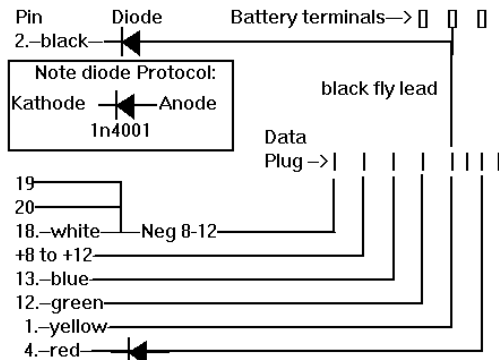 Pin Diode Battery terminals—> [] [] []
2.–black–
Note diode Protocol:
Kathode Anode
1n4001
black fly lead
Data
Plug –>
19
20
18.–white Neg 8-12
+8 to +12
13.–blue
12.–green
1.–yellow
4.–red